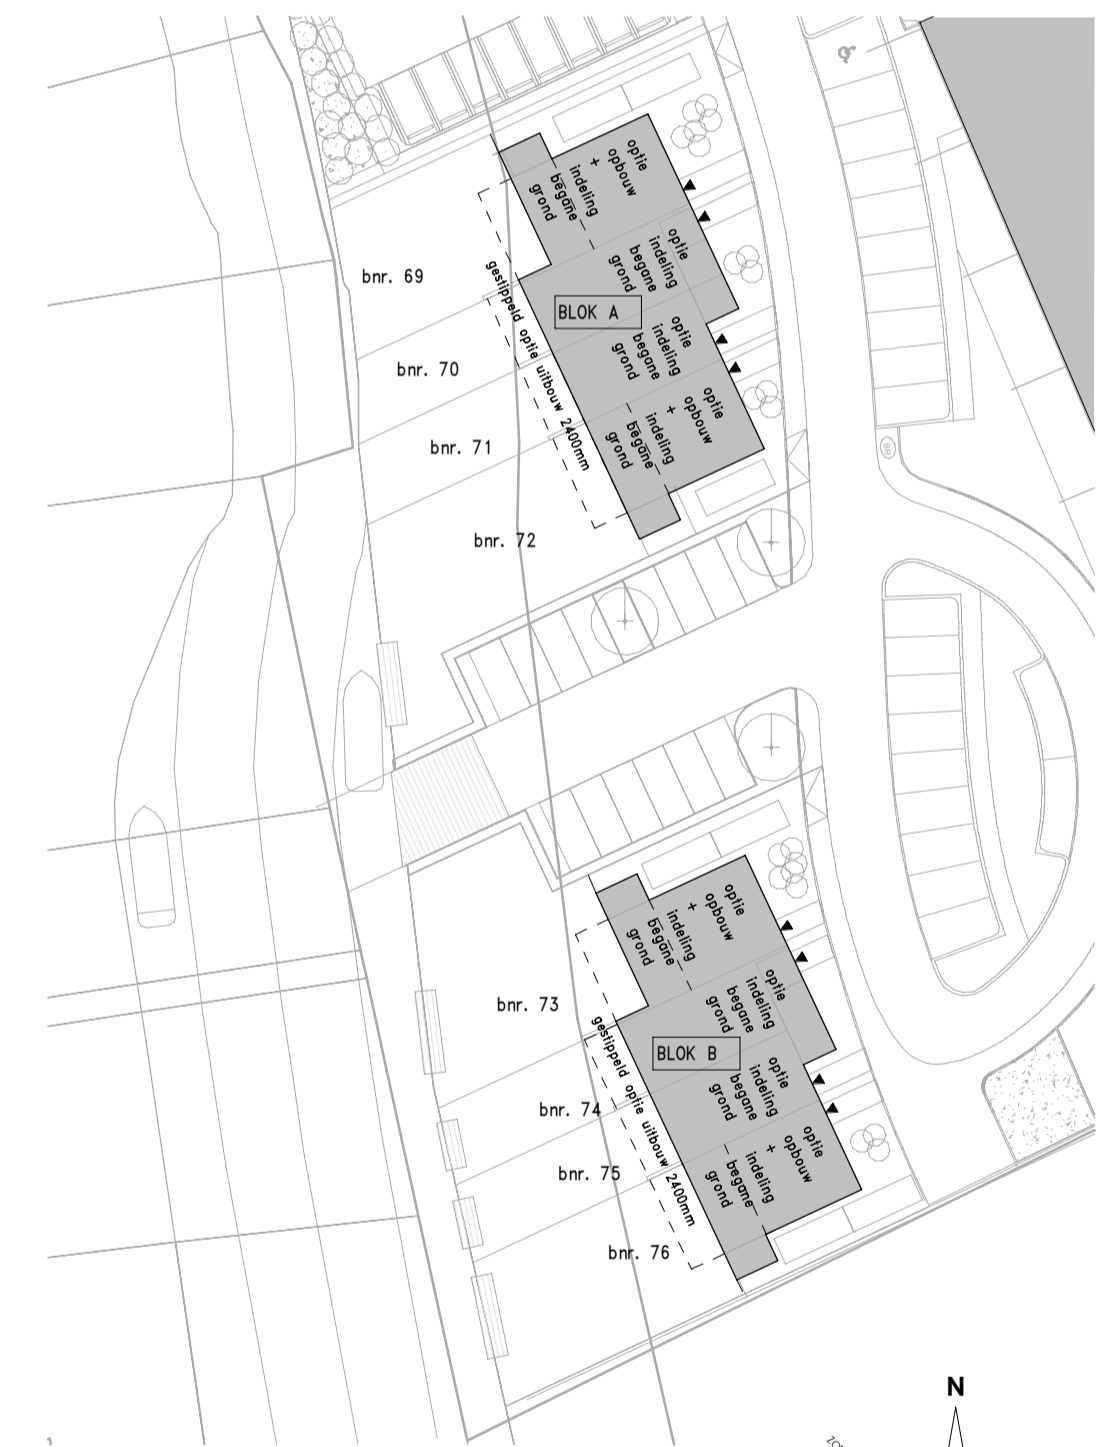 optie
opbouw
+
indeling
begane
grond
optie
indeling
begane
grond
bnr. 69
BLOK A
gestippeld optie uitbouw 2400mm
optie
indeling
begane
grond
bnr. 70
optie
opbouw
+
indeling
begane
grond
bnr. 71
BR
bnr. 72
optie
opbouw
+
indeling
begane
grond
optie
indeling
begane
grond
bnr. 73
BLOK B
gestippeld optie uitbouw 2400mm
optie
indeling
begane
grond
bnr. 74
optie
opbouw
+
indeling
begane
grond
bnr. 75
bnr. 76
N